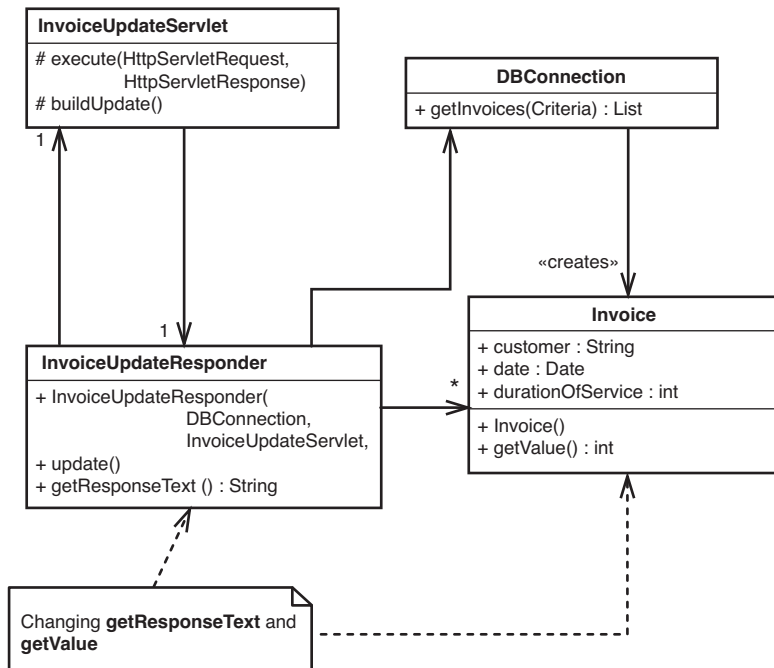 InvoiceUpdateServlet
# execute(HttpServletRequest,
HttpServletResponse)
# buildUpdate()
DBConnection
+ getInvoices(Criteria) : List
1
«creates»
1
Invoice
+ customer : String
+ date : Date
+ durationOfService : int
+ Invoice()
+ getValue() : int
InvoiceUpdateResponder
+ InvoiceUpdateResponder(
DBConnection,
InvoiceUpdateServlet,
+ update()
+ getResponseText () : String
*
Changing getResponseText and
getValue